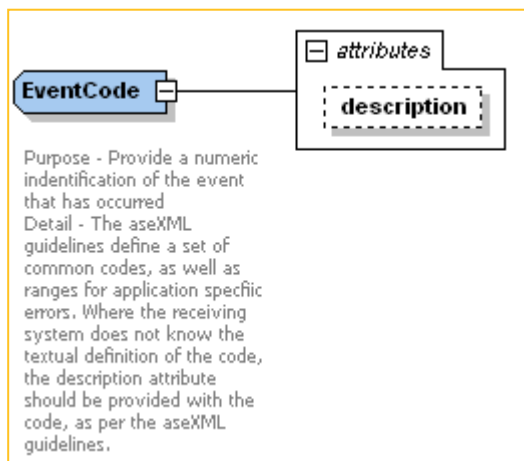 attributes
EventCode
description
Purpose - Provide a numeric
indentification of the event
that has occurred
Detail - The aseXML
guidelines define a set of
common codes, as well as
ranges for application specfiic
errors. Where the receiving
system does not know the
textual definition of the code,
the description attribute
should be provided with the
code, as per the aseXML
guidelines.